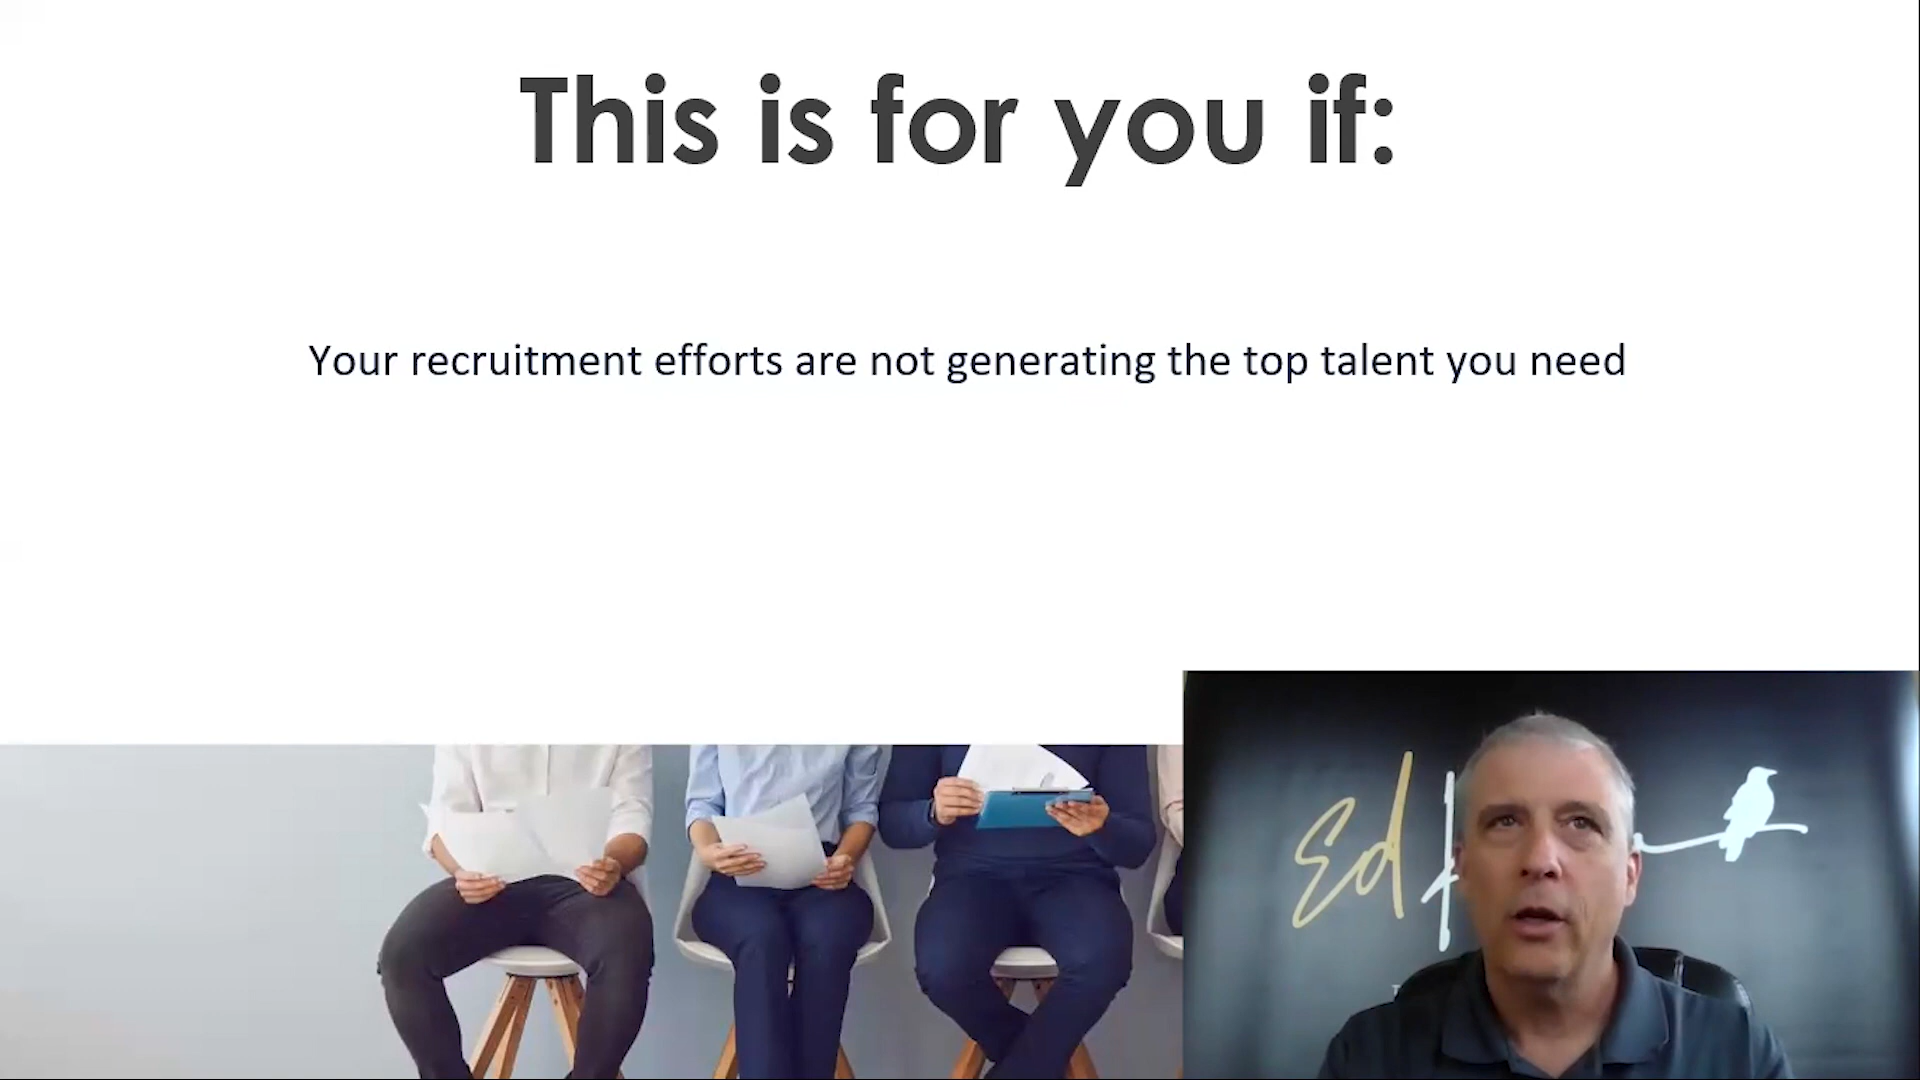 This is for you if:
Your recruitment efforts are not generating the top talent you need
Ed